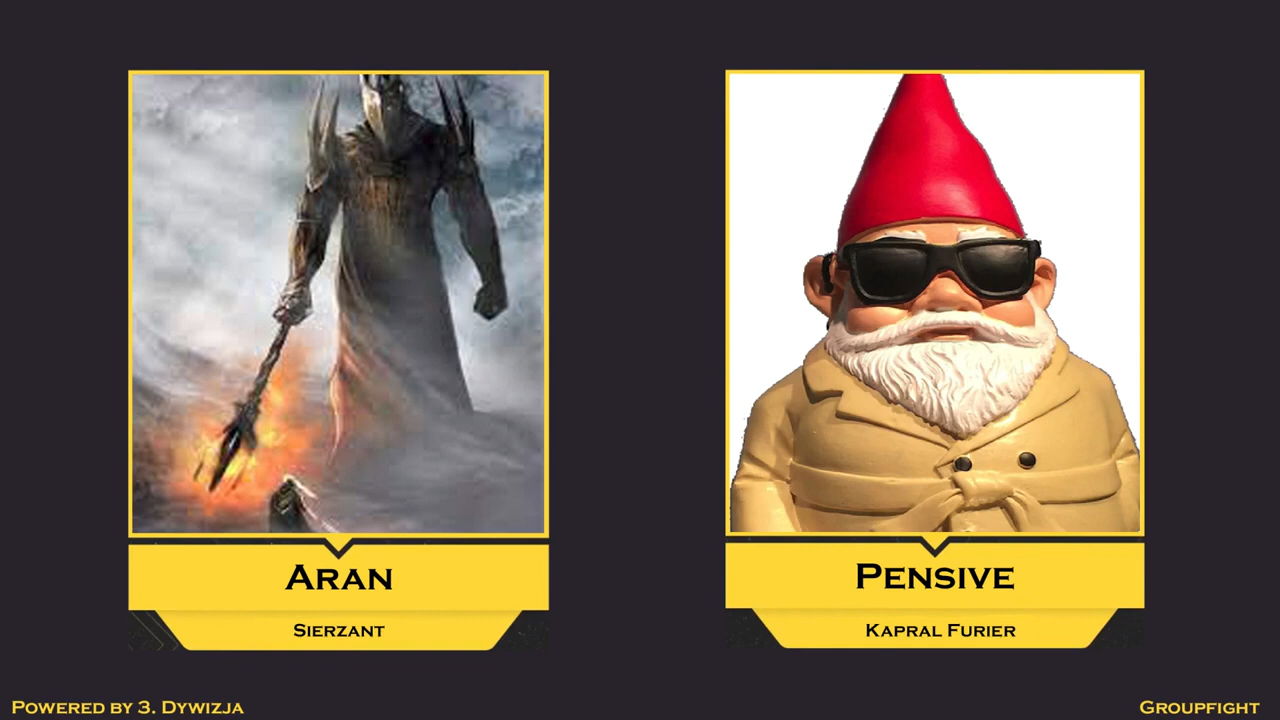 Aran
Sierzant
Pensive
Kapral Furier
Powered by 3. Dywizja
Groupfight